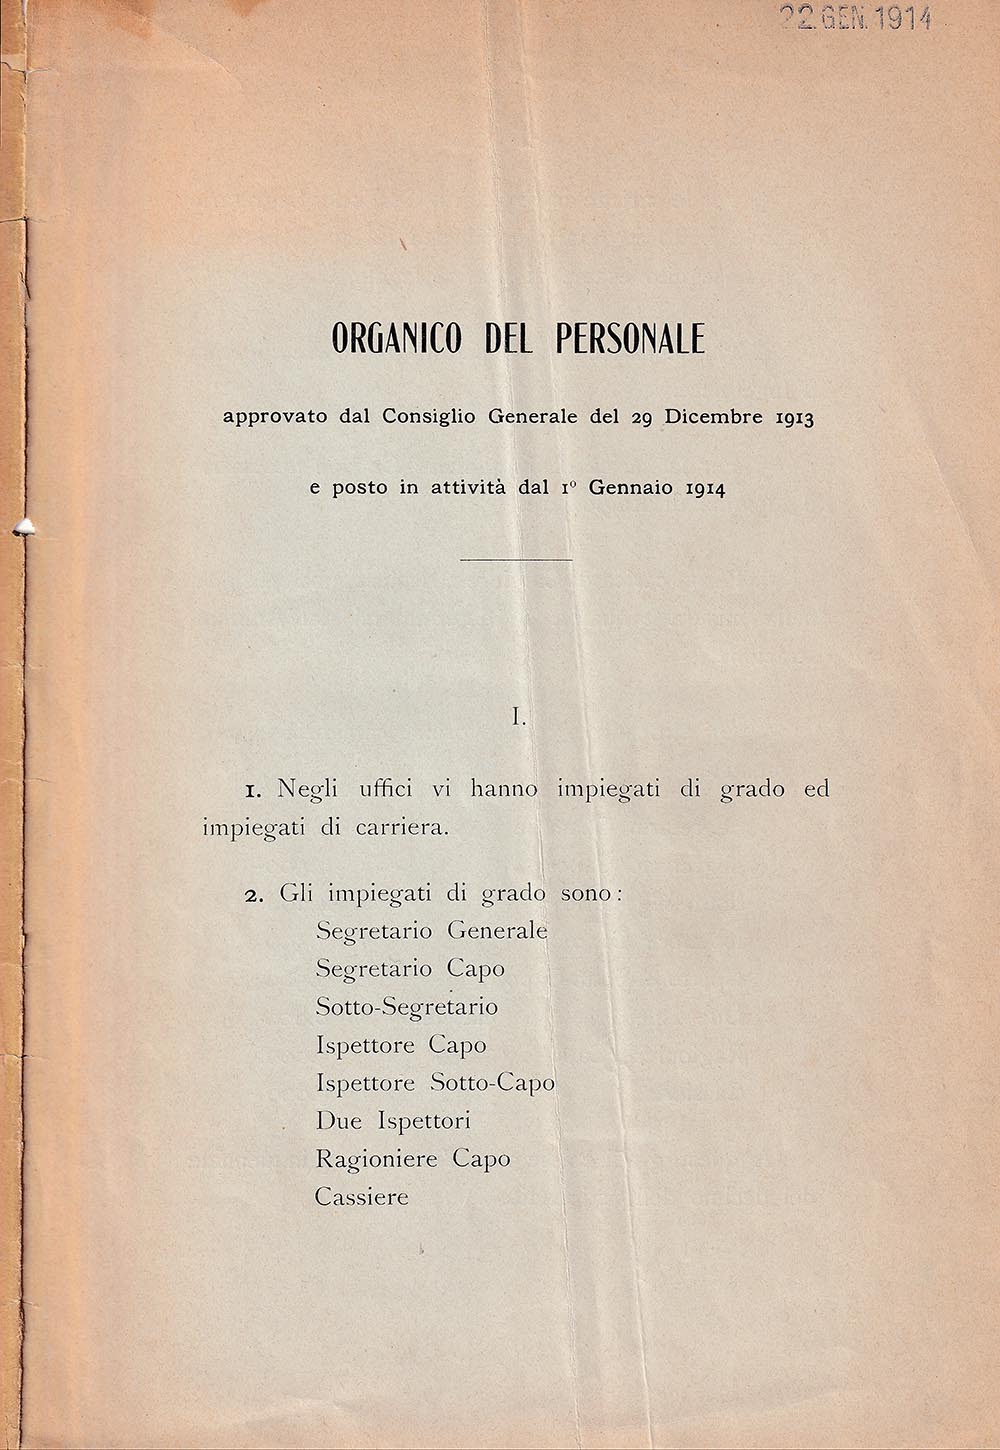 22.GEN.1914
ORGANICO DEL PERSONALE
approvato dal Consiglio Generale del 29 Dicembre 1913
e posto in attività dal 1º Gennaio 1914
I.
1. Negli uffici vi hanno impiegati di grado ed
impiegati di carriera.
2. Gli impiegati di grado sono :
Segretario Generale
Segretario Capo
Sotto-Segretario
Ispettore Capo
Ispettore Sotto-Capo
Due Ispettori
Ragioniere Capo
Cassiere